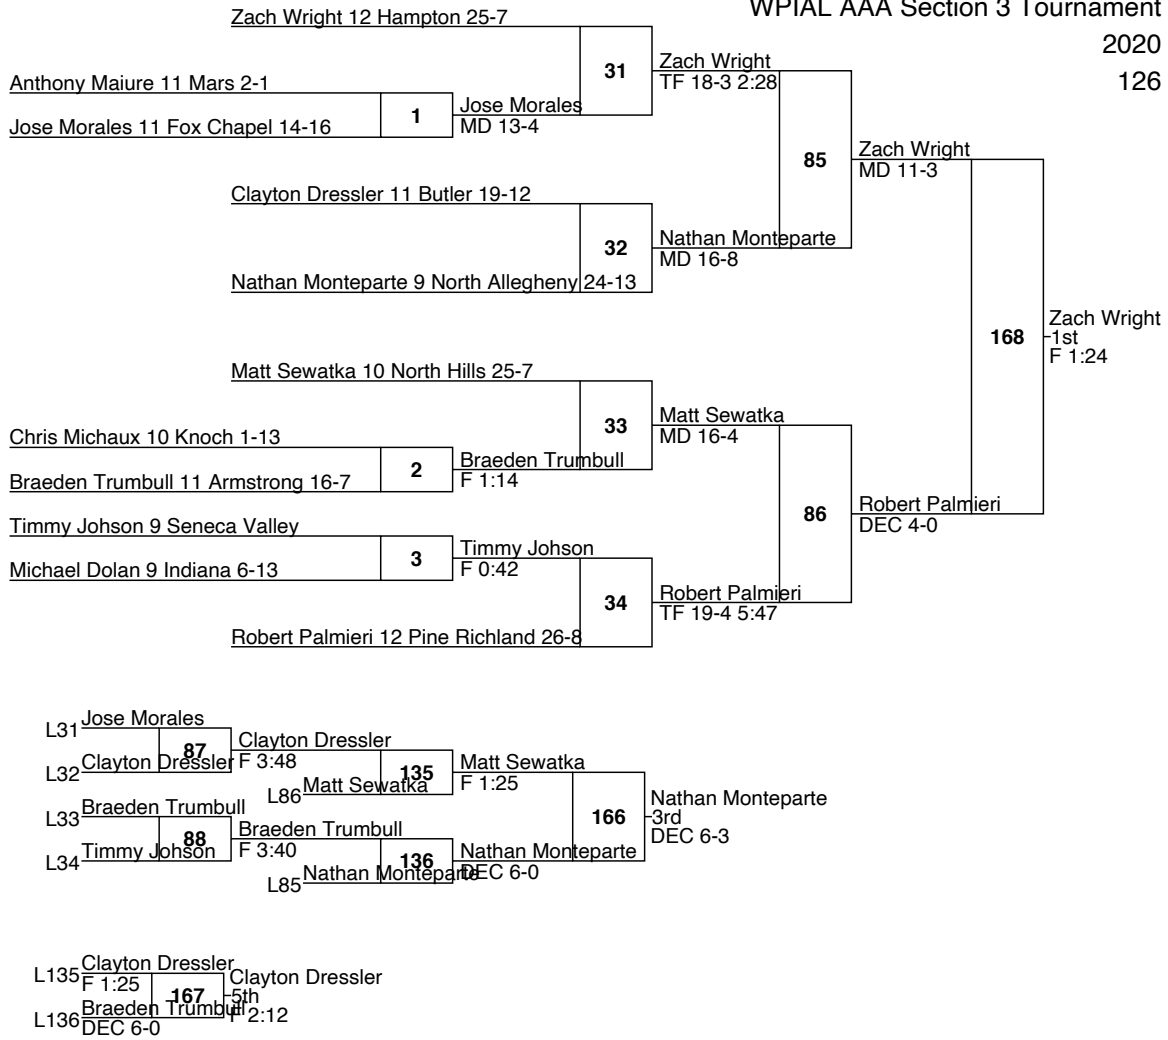 WPIAL AAA Section 3 Tournament
2020
126
Zach Wright 12 Hampton 25-7
31
Zach Wright
TF 18-3 2:28
Anthony Maiure 11 Mars 2-1
1
Jose Morales
MD 13-4
Jose Morales 11 Fox Chapel 14-16
85
Zach Wright
MD 11-3
Clayton Dressler 11 Butler 19-12
32
Nathan Monteparte
MD 16-8
Nathan Monteparte 9 North Allegheny 24-13
168
Zach Wright
1st
F 1:24
Matt Sewatka 10 North Hills 25-7
33
Matt Sewatka
MD 16-4
Chris Michaux 10 Knoch 1-13
2
Braeden Trumbull
F 1:14
Braeden Trumbull 11 Armstrong 16-7
86
Robert Palmieri
DEC 4-0
Timmy Johson 9 Seneca Valley
3
Timmy Johson
F 0:42
Michael Dolan 9 Indiana 6-13
34
Robert Palmieri
TF 19-4 5:47
Robert Palmieri 12 Pine Richland 26-8
L31
Jose Morales
87
Clayton Dressler
F 3:48
L32
Clayton Dressler
135
Matt Sewatka
F 1:25
L86
Matt Sewatka
L33
Braeden Trumbull
88
Braeden Trumbull
F 3:40
L34
Timmy Johson
136
Nathan Monteparte
DEC 6-0
L85
Nathan Monteparte
166
Nathan Monteparte
3rd
DEC 6-3
L135
Clayton Dressler
F 1:25
167
Clayton Dressler
5th
F 2:12
L136
Braeden Trumbull
DEC 6-0